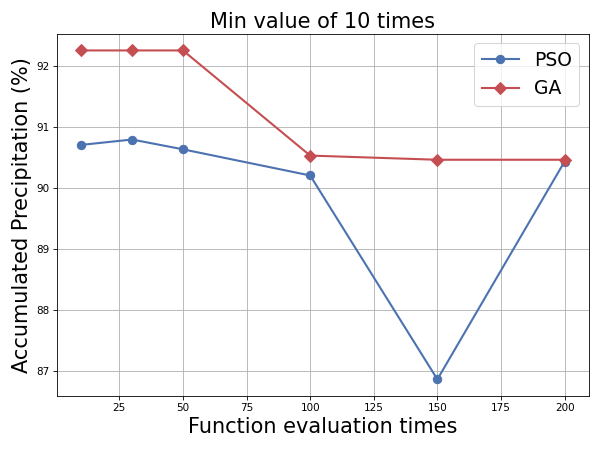 Min value of 10 times
Accumulated Precipitation (%)
92
91
90
89
88
87
PSO
GA
25
50
75
100
125
150
175
200
Function evaluation times